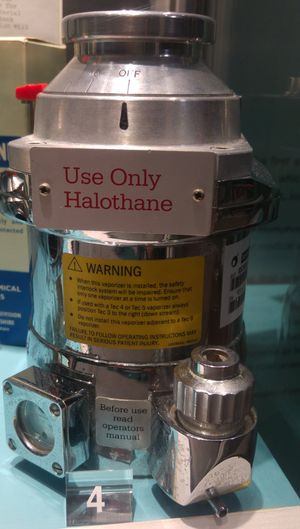 OFF
Use Only
Halothane
WARNING
When this vaporizer is installed, the safety
interlock system will be impaired. Ensure that
only one vaporizer at a time is turned on.
If used with a Tec 4 or Tec 5 vaporizer always
position Tec 3 to the right (down stream).
Do not install this vaporizer adjacent to a Tec 6
vaporizer.
FAILURE TO FOLLOW OPERATING INSTRUCTIONS MAY
RESULT IN SERIOUS PATIENT INJURY.
Before use
read
operators
manual
4